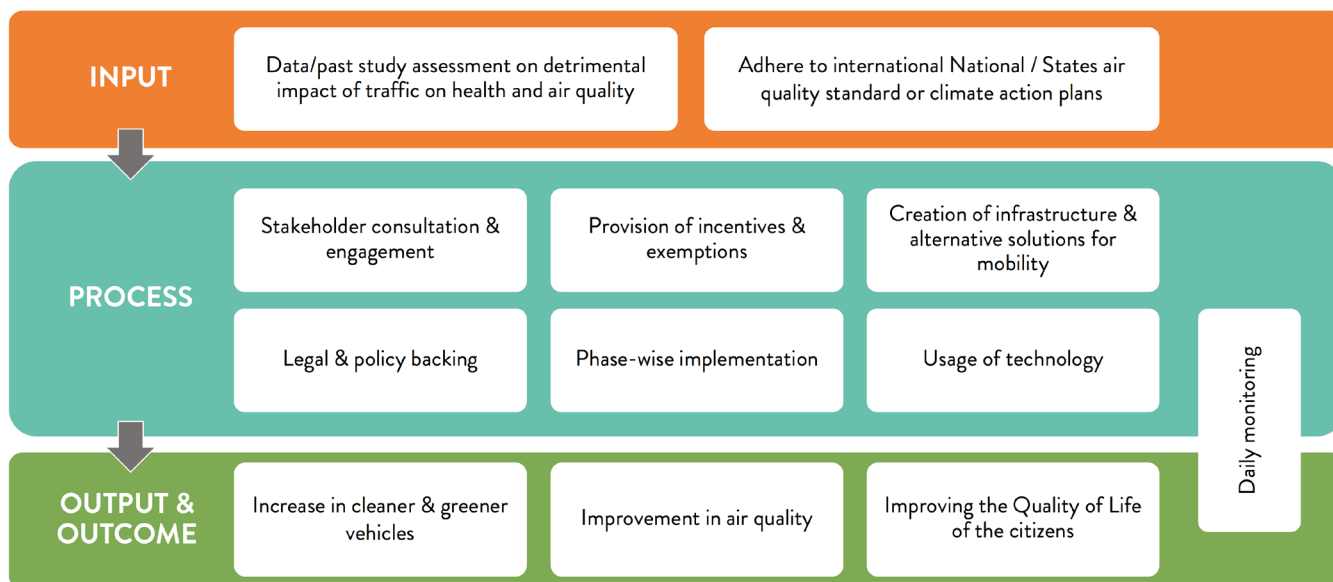 INPUT
Data/past study assessment on detrimental
impact of traffic on health and air quality
Adhere to international National / States air
quality standard or climate action plans
PROCESS
Stakeholder consultation &
engagement
Provision of incentives &
exemptions
Creation of infrastructure &
alternative solutions for
mobility
Legal & policy backing
Phase-wise implementation
Usage of technology
Daily monitoring
OUTPUT &
OUTCOME
Increase in cleaner & greener
vehicles
Improvement in air quality
Improving the Quality of Life
of the citizens